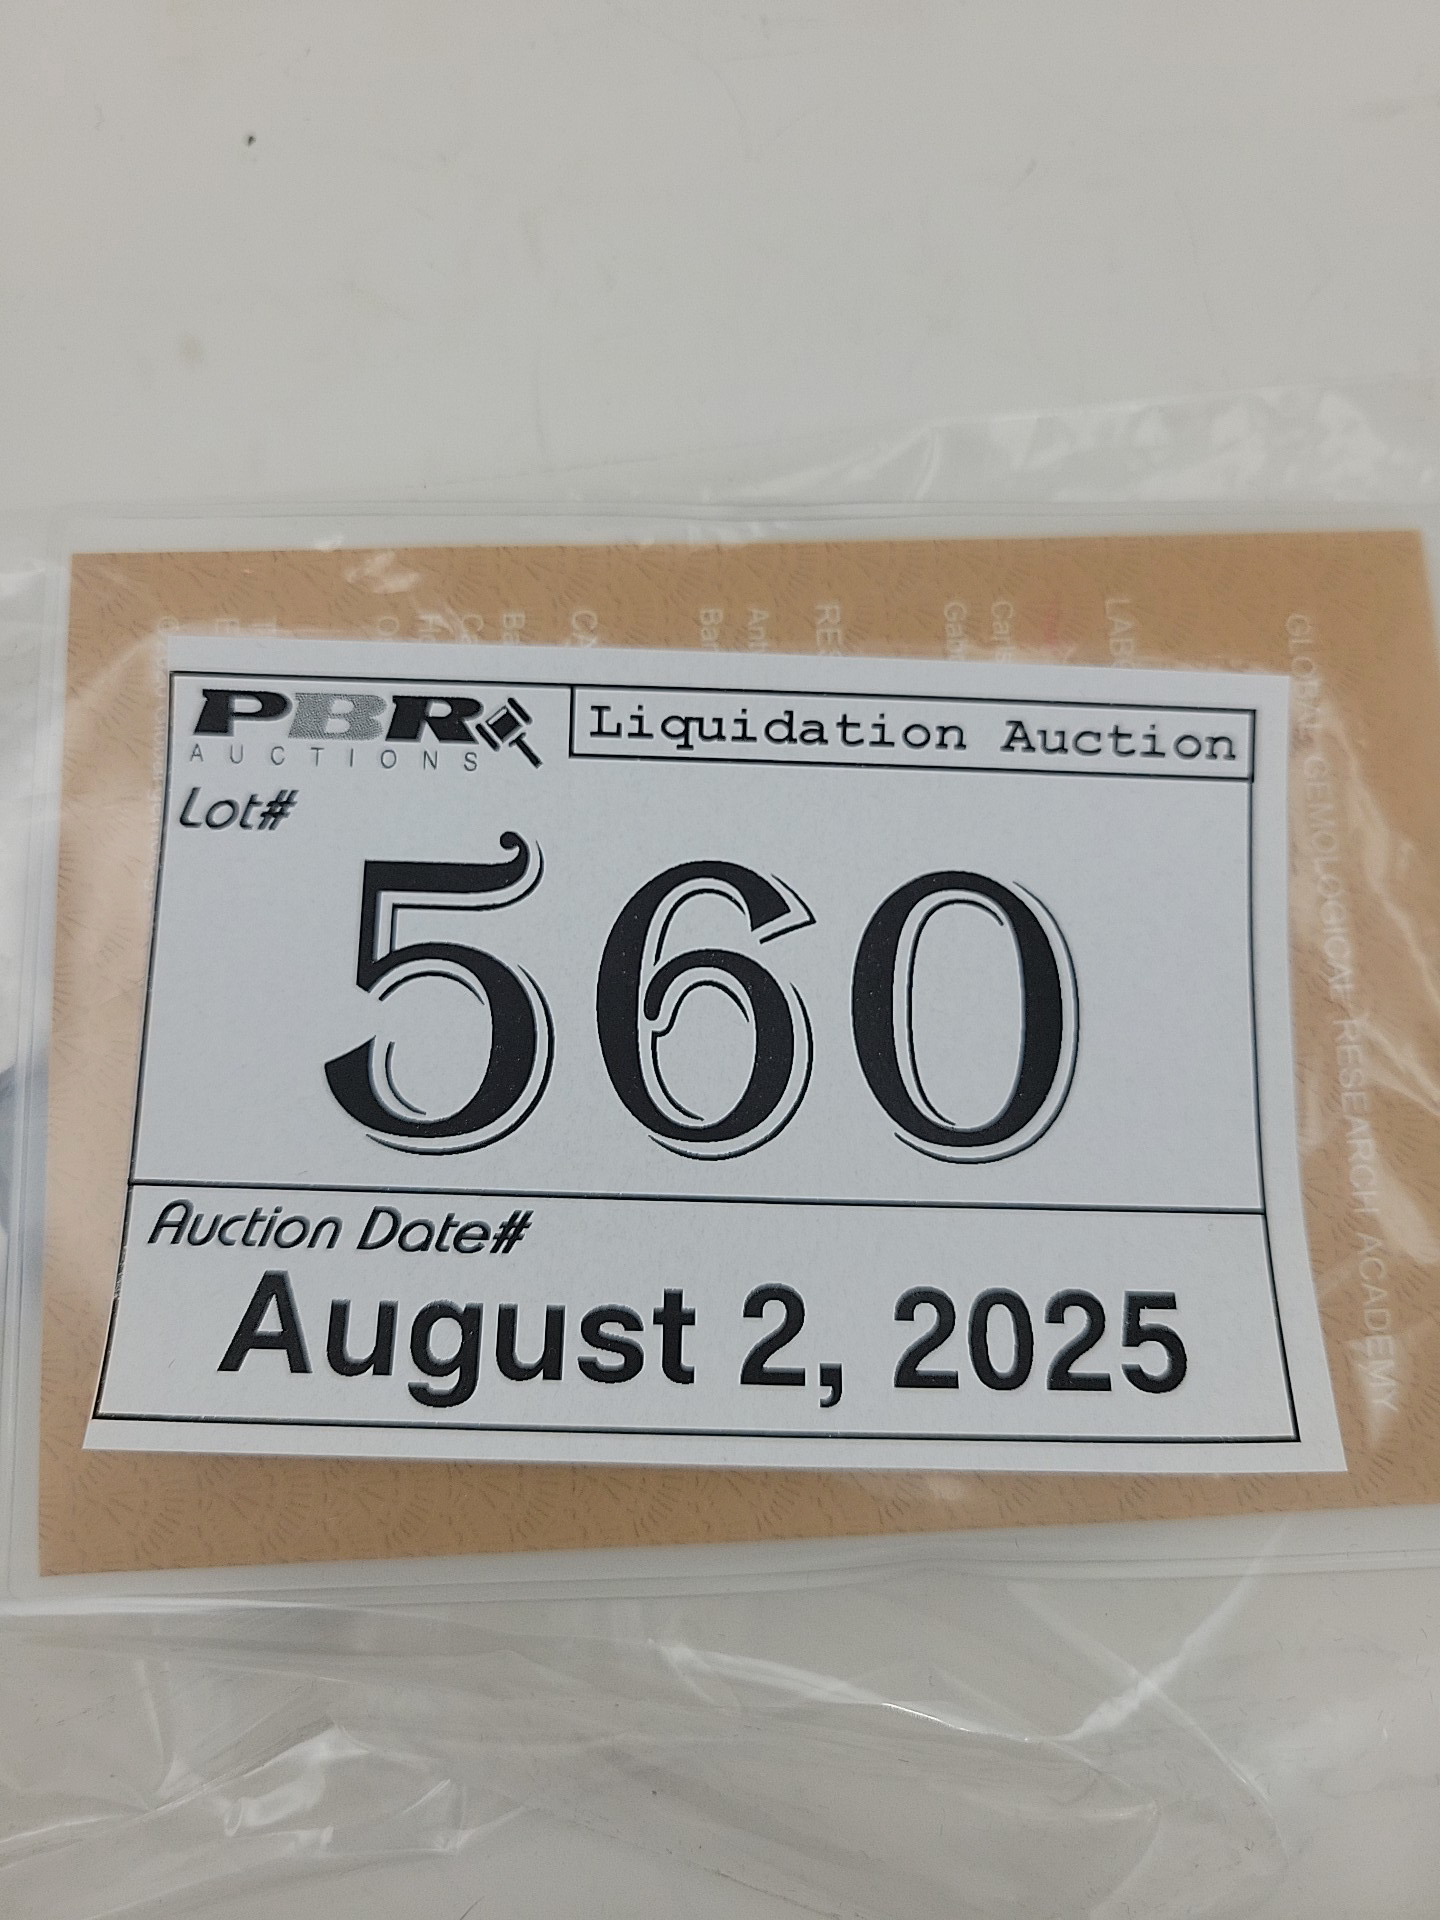 PBR
AUCTIONS
Liquidation Auction
Lot#
560
Auction Date#
August 2, 2025
GLOBAL GEMOLOGICAL RESEARCH ACADEMY